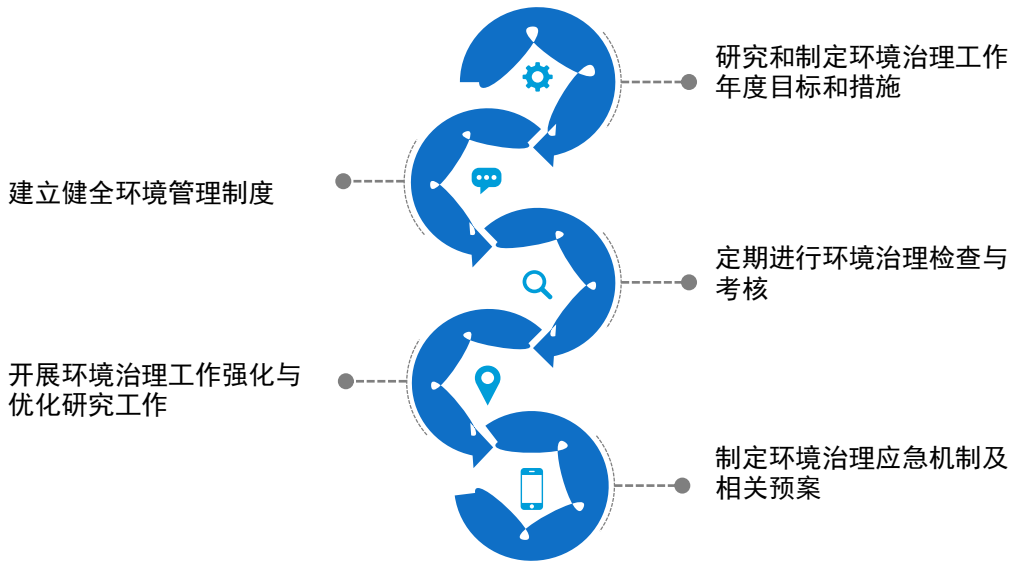 研究和制定环境治理工作
年度目标和措施
建立健全环境管理制度
定期进行环境治理检查与
考核
开展环境治理工作强化与
优化研究工作
制定环境治理应急机制及
相关预案